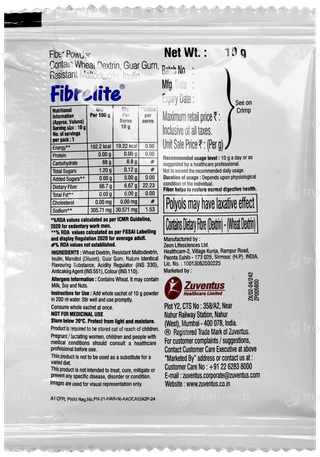 Fiber Powder
Contain Wheat Dextrin, Guar Gum,
Resistant Maltodextrin, Inulin
Fibrelite®
Nutritional Information (Approx. Values) Serving size : 10 g No. of servings per pack : 1
Qty. Per 100 g
Qty. Per Serve 10 g
%RDA per serve
Energy** 192.2 kcal 19.22 kcal 0.96
Protein 0.00 g 0.00 g 0.00
Carbohydrate 88 g 8.8 g #
Total Sugars 1.20 g 0.12 g #
Added Sugars** 0.00 g 0.00 g 0.00
Dietary Fiber 66.7 g 6.67 g 22.23
Total Fat** 0.00 g 0.00 g 0.00
Cholesterol 0.00 mg 0.00 mg #
Sodium** 305.71 mg 30.571 mg 1.53
*%RDA values calculated as per ICMR Guideline,
2020 for sedentary work men.
**% RDA values calculated as per FSSAI Labelling
and display Regulation 2020 for average adult.
#% RDA values not established.
INGREDIENTS : Wheat Dextrin, Resistant Maltodextrin,
Inulin, Mannitol (Diluent), Guar Gum, Nature Identical
Flavouring Substance, Acidity Regulator (INS 330),
Anticaking Agent (INS 551), Colour (INS 110).
Allergens Information : Contains Wheat. It may contain
Milk, Soy and Nuts.
Instructions for Use : Add whole sachet of 10 g powder
in 200 ml water. Stir well and use promptly.
Consume whole sachet at once.
NOT FOR MEDICINAL USE
Store below 30°C. Protect from light and moisture.
Product is required to be stored out of reach of children.
Pregnant / lactating women, children and people with
medical conditions should consult a healthcare
professional before use.
This product is not to be used as a substitute for a
varied diet.
This product is not intended to treat, cure, mitigate or
prevent any specific disease, disorder or condition.
Images are used for visual representation only.
Net Wt. : 10 g
Batch No. :
Mfg. Date :
Expiry Date :
Maximum retail price ₹ :
Inclusive of all taxes.
Unit Sale Price ₹ : (Per g)
See on
Crimp
Recommended usage level : 10 g a day or as
suggested by a healthcare professional.
Not to exceed the recommended daily usage.
Duration of usage : Depends upon physiological
condition of the individual.
Fiber helps to restore normal digestive health.
Polyols may have laxative effect
Contains Dietary Fibre (Dextrin) - (Wheat Dextrin)
Manufactured by :
Jeon Lifesciences Ltd.
Healthcare-2, Village Kunja, Rampur Road,
Paonta Sahib - 173 025, Sirmour, (H.P), INDIA.
Marketed by :
Zuventus
Healthcare Limited
Plot Y2, CTS No : 358/A2, Near
Nahur Railway Station, Nahur
(West), Mumbai - 400 078, India.
® Registered Trade Mark of Zuventus.
For customer complaints / suggestions,
Contact Customer Care Executive at above
"Marketed By" address or contact us at :
Customer Care No : +91 22 6283 8000
E-mail : zuventus.corporate@zuventus.com
Website : www.zuventus.co.in